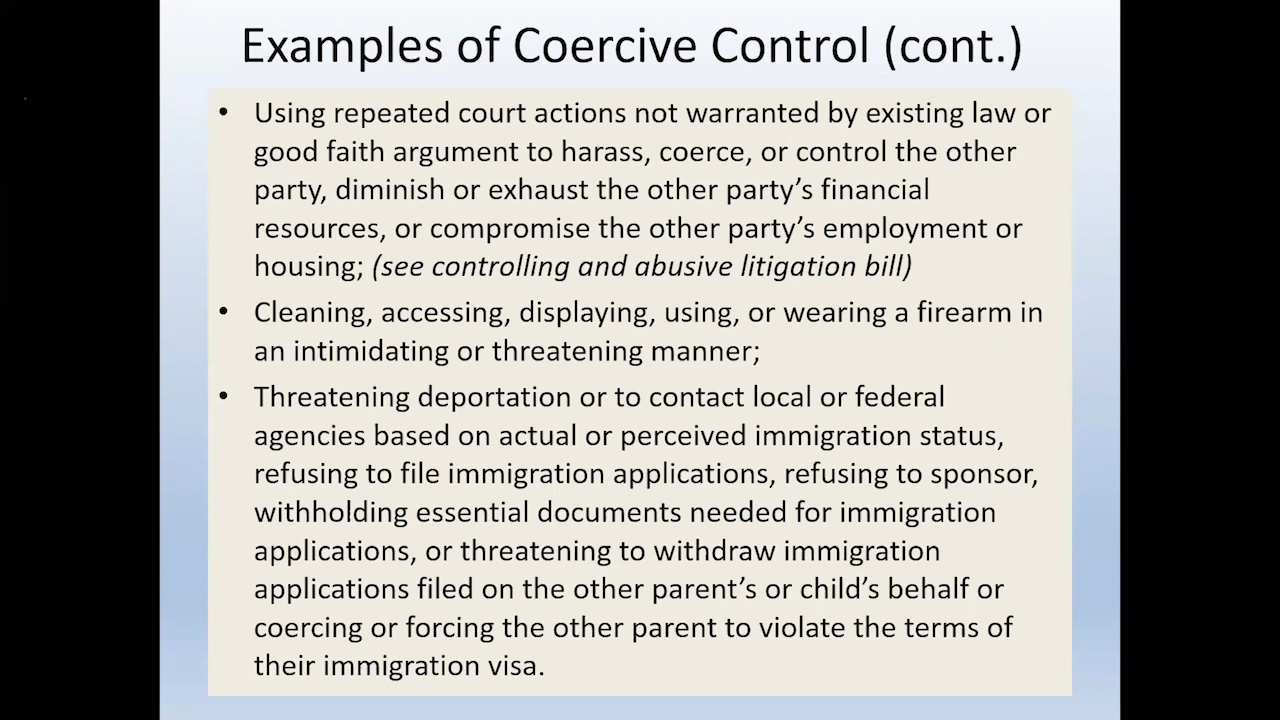 Examples of Coercive Control (cont.)
• Using repeated court actions not warranted by existing law or
good faith argument to harass, coerce, or control the other
party, diminish or exhaust the other party’s financial
resources, or compromise the other party’s employment or
housing; (see controlling and abusive litigation bill)
• Cleaning, accessing, displaying, using, or wearing a firearm in
an intimidating or threatening manner;
• Threatening deportation or to contact local or federal
agencies based on actual or perceived immigration status,
refusing to file immigration applications, refusing to sponsor,
withholding essential documents needed for immigration
applications, or threatening to withdraw immigration
applications filed on the other parent’s or child’s behalf or
coercing or forcing the other parent to violate the terms of
their immigration visa.